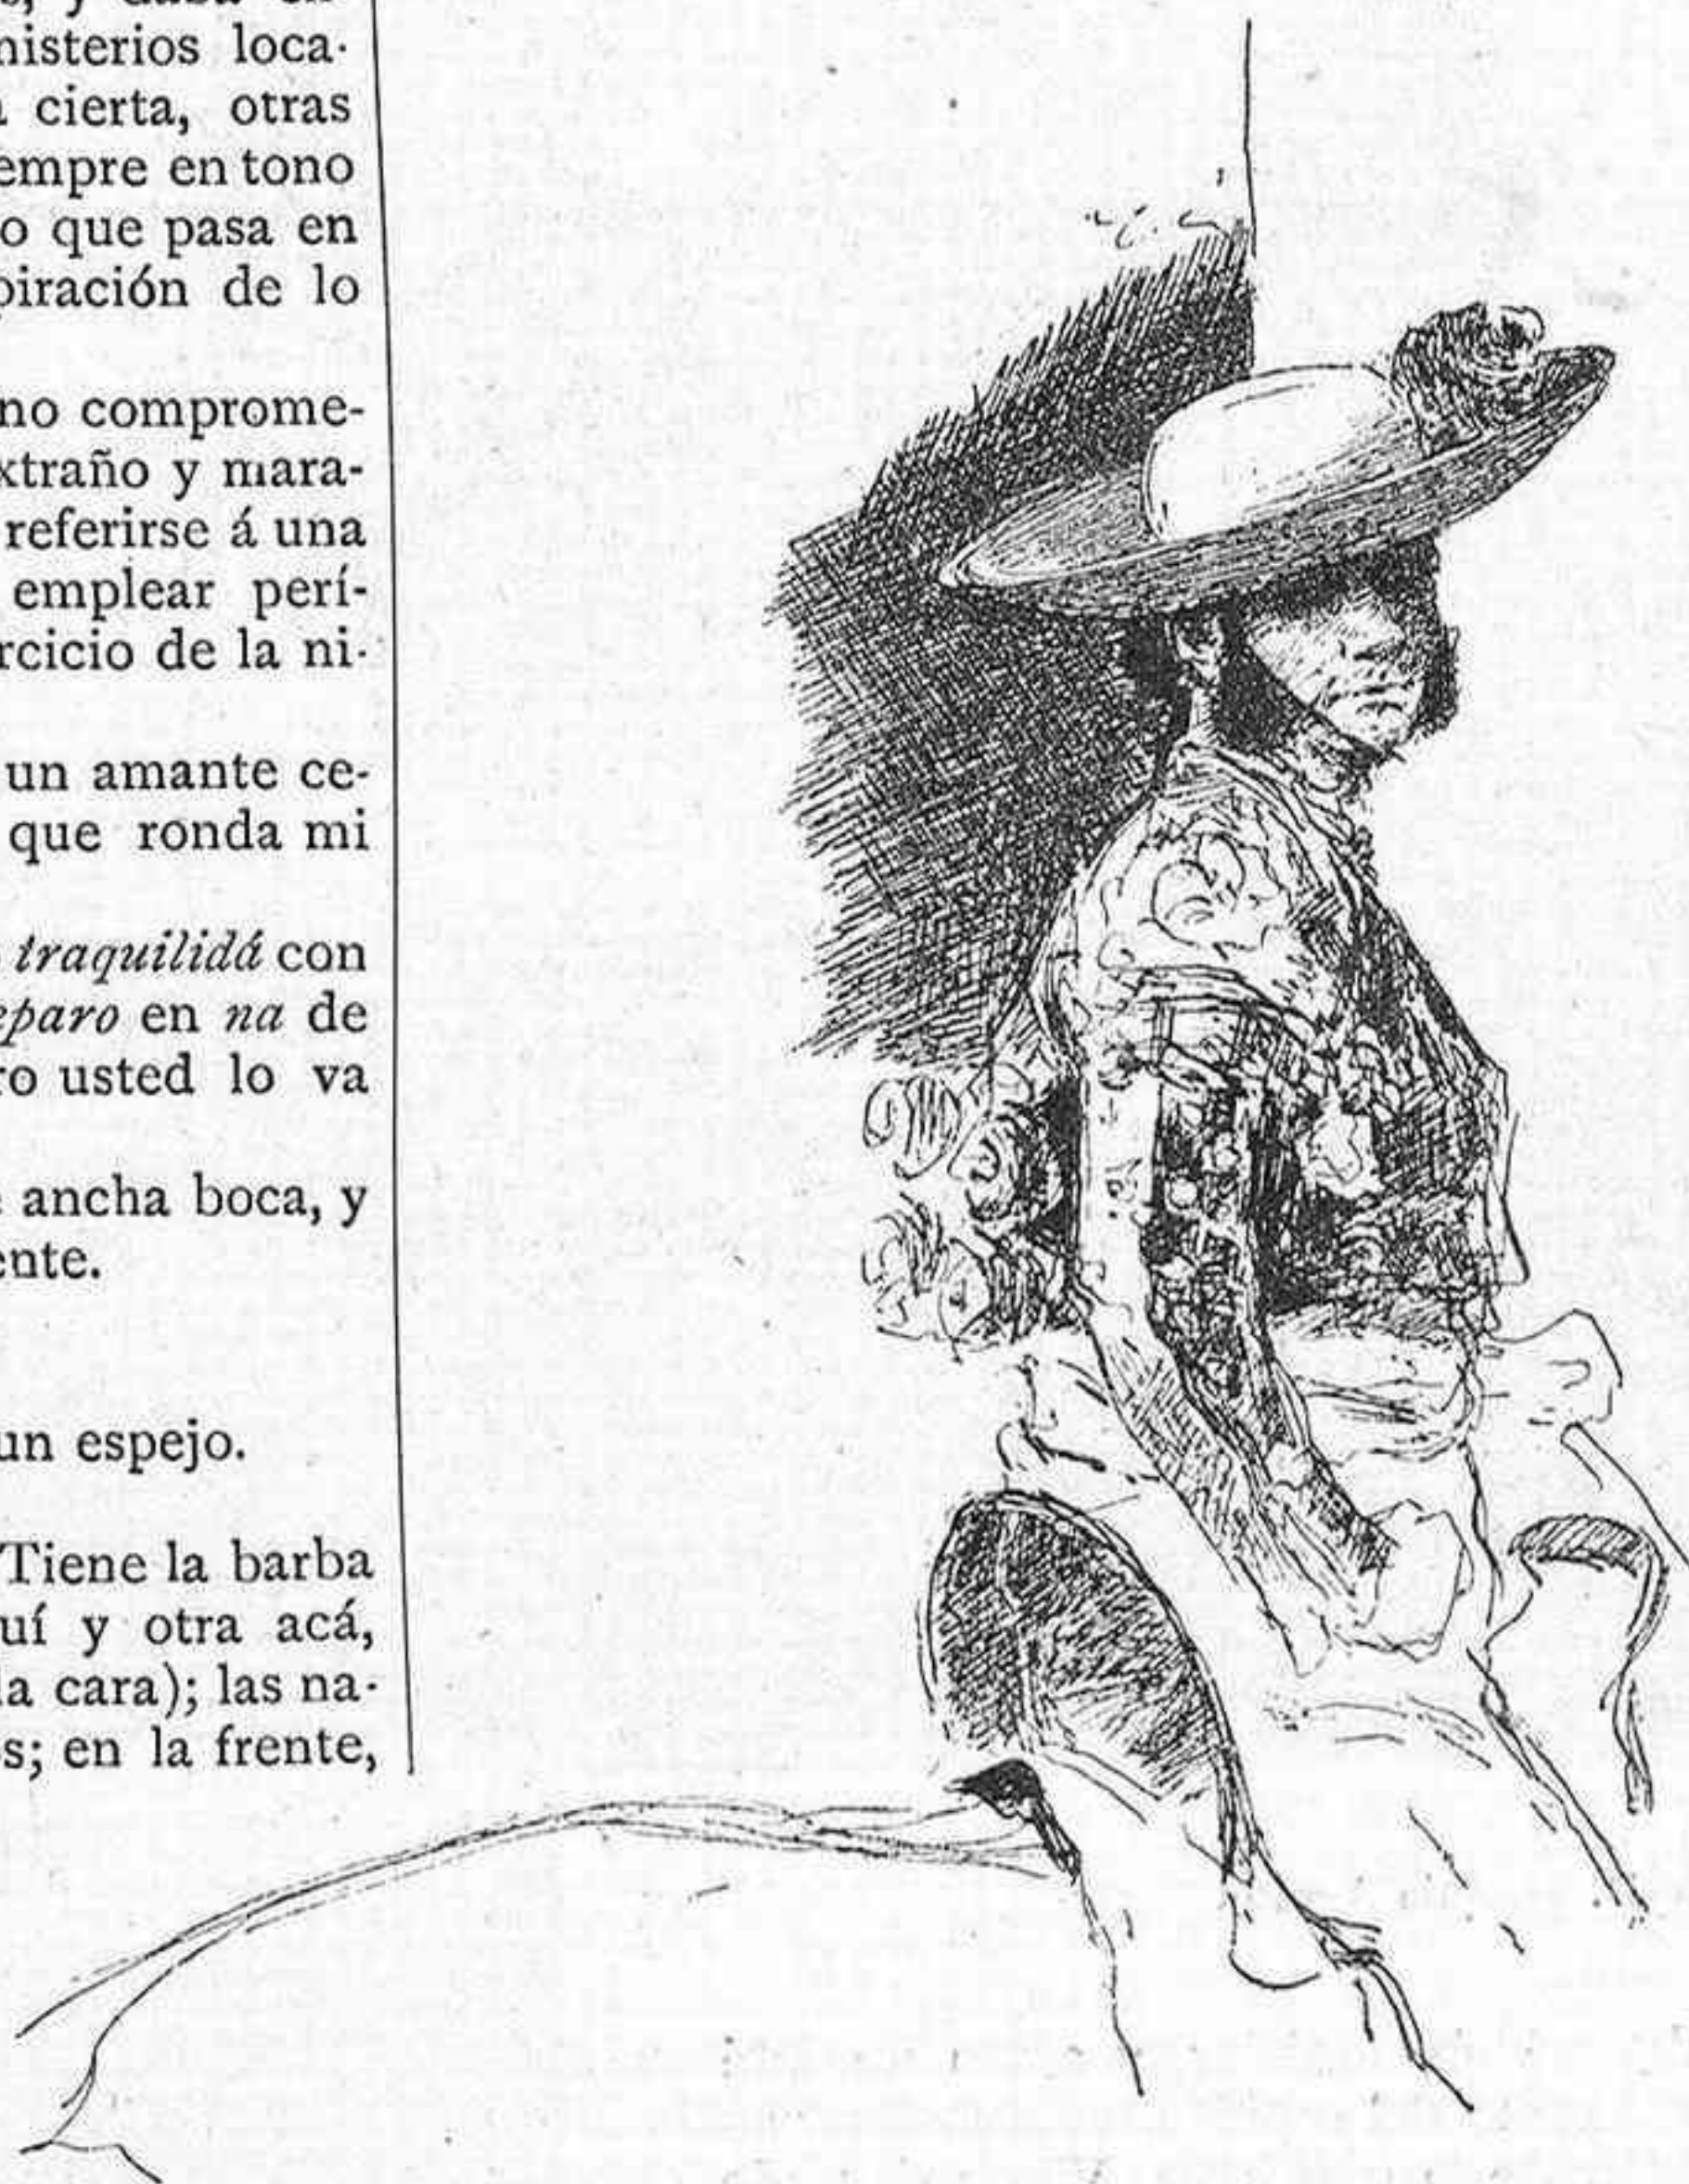 nisterios loca-
cierta, otras
empre en tono
o que pasa en
piración de lo
no comprome-
xtraño y mara-
referirse á una
emplear perí-
rcicio de la ni-
un amante ce-
que ronda mi
traquilidá con
eparo en na de
ro usted lo va
ancha boca, y
ente.
un espejo.
Tiene la barba
uí y otra acá,
la cara); las na-
s; en la frente,